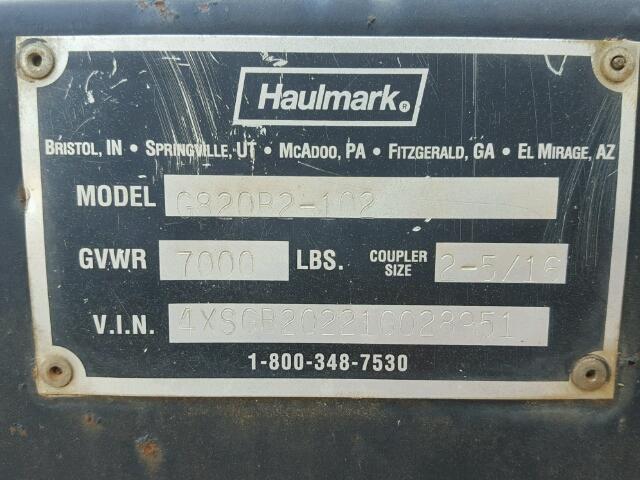 Haulmark®
BRISTOL, IN • SPRINGVILLE, UT • MCADOO, PA • FITZGERALD, GA • EL MIRAGE, AZ
MODEL G820B2-102
GVWR 7000 LBS. COUPLER SIZE 2-5/16
V.I.N. 4XSGB20221G028851
1-800-348-7530